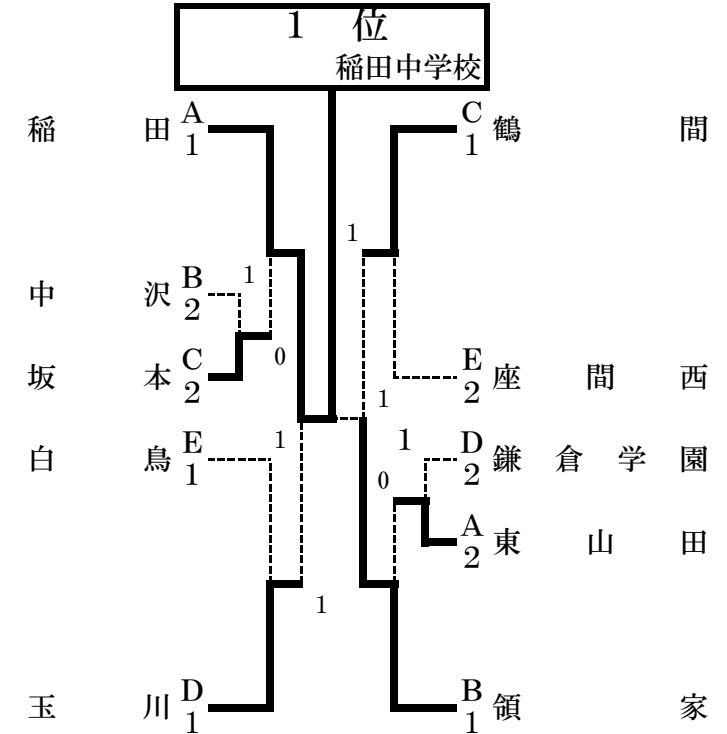 1 位
稲田中学校
稲田 A 1
C 1 鶴間
1
中沢 B 2
1
坂本 C 2
0
E 2 座間西
1
白鳥 E 1
1
1
D 2 鎌倉学園
0
A 2 東山田
1
玉川 D 1
B 1 領家